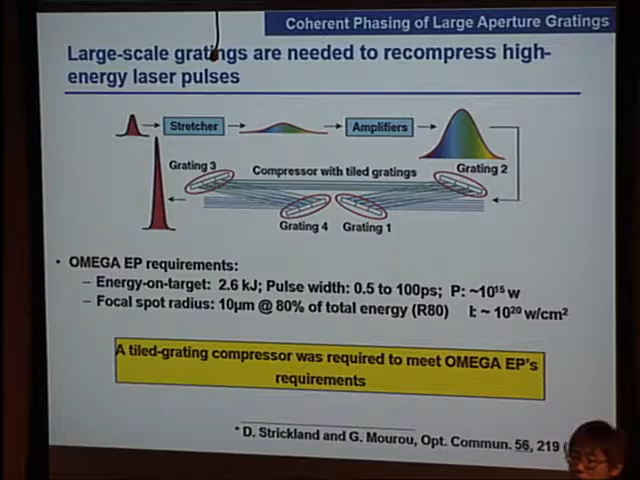 Coherent Phasing of Large Aperture Gratings
Large-scale gratings are needed to recompress high-
energy laser pulses
Stretcher
Amplifiers
Grating 3
Compressor with tiled gratings
Grating 2
Grating 4
Grating 1
• OMEGA EP requirements:
– Energy-on-target: 2.6 kJ; Pulse width: 0.5 to 100ps; P: ~10¹⁵ w
– Focal spot radius: 10µm @ 80% of total energy (R80) I: ~ 10²⁰ w/cm²
A tiled-grating compressor was required to meet OMEGA EP's
requirements
* D. Strickland and G. Mourou, Opt. Commun. 56, 219 (